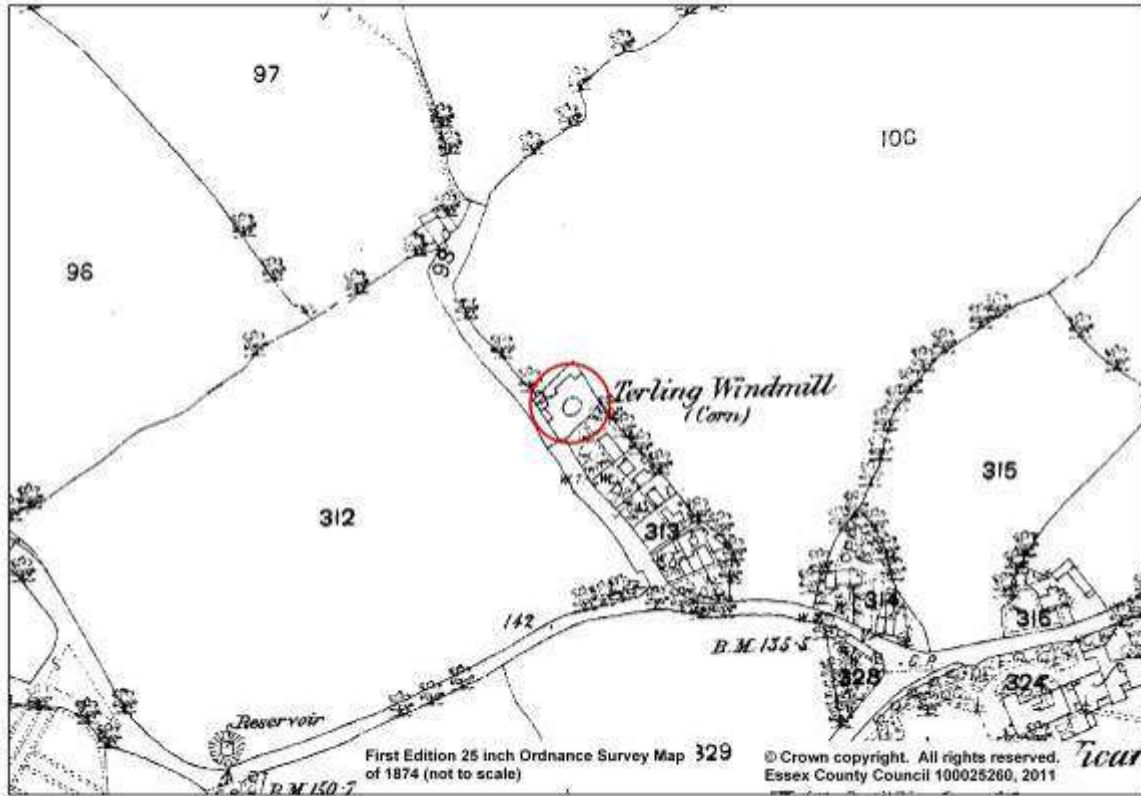 97
100
96
98
Terling Windmill
(Corn)
315
312
313
314
316
142
B.M. 135·5
G.P.
328
324
Reservoir
First Edition 25 inch Ordnance Survey Map
of 1874 (not to scale)
329
© Crown copyright. All rights reserved.
Essex County Council 100025260, 2011
B.M. 150·7